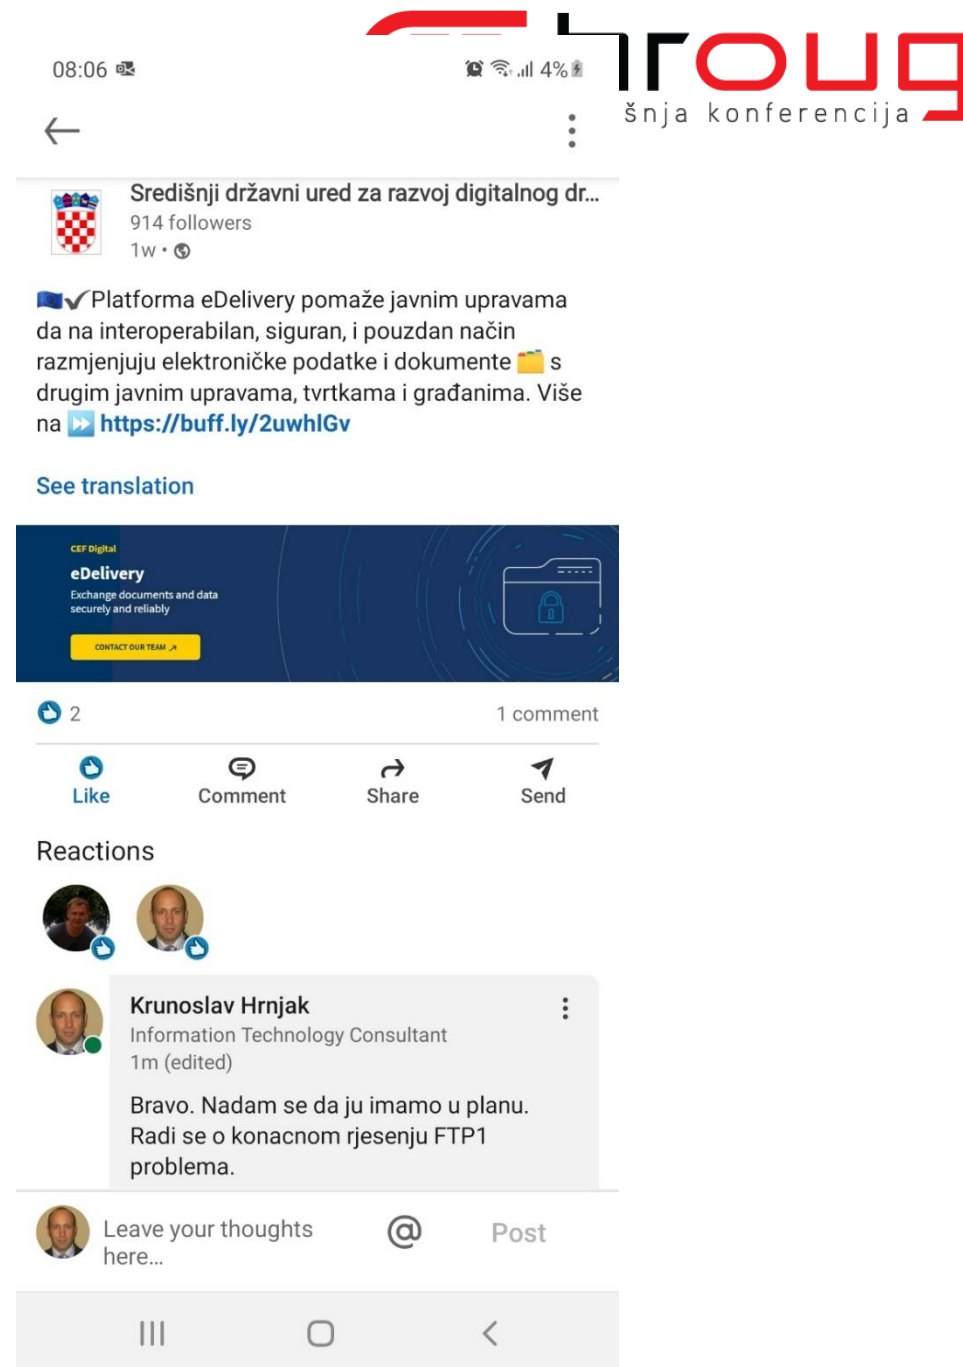 hroug
šnja konferencija
08:06
4%
Središnji državni ured za razvoj digitalnog dr...
914 followers
1w •
Platforma eDelivery pomaže javnim upravama
da na interoperabilan, siguran, i pouzdan način
razmjenjuju elektroničke podatke i dokumente s
drugim javnim upravama, tvrtkama i građanima. Više
na https://buff.ly/2uwhlGv
See translation
CEF Digital
eDelivery
Exchange documents and data
securely and reliably
CONTACT OUR TEAM
2
1 comment
Like Comment Share Send
Reactions
Krunoslav Hrnjak
Information Technology Consultant
1m (edited)
Bravo. Nadam se da ju imamo u planu.
Radi se o konacnom rjesenju FTP1
problema.
Leave your thoughts
here...
@
Post